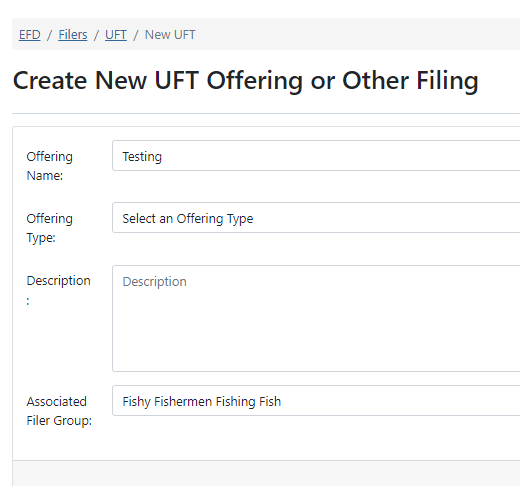 EFD / Filers / UFT / New UFT
Create New UFT Offering or Other Filing
Offering
Name:
Testing
Offering
Type:
Select an Offering Type
Description
:
Description
Associated
Filer Group:
Fishy Fishermen Fishing Fish